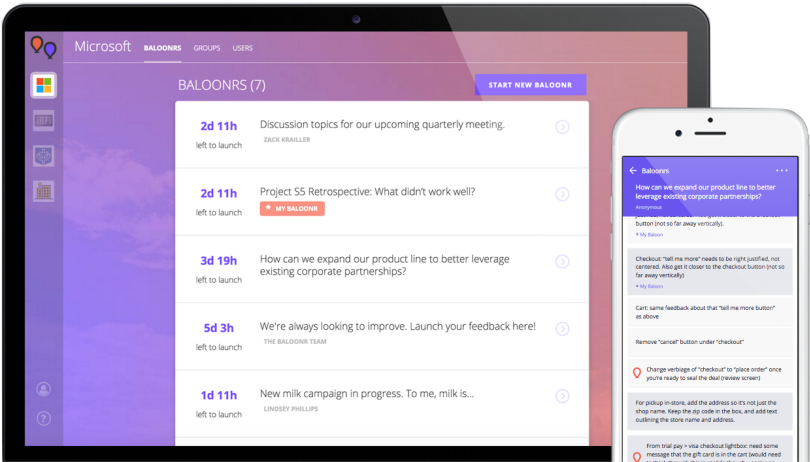 Microsoft
BALOONRS
GROUPS
USERS
BALOONRS (7)
START NEW BALOONR
2d 11h
left to launch
Discussion topics for our upcoming quarterly meeting.
ZACK KRAILLER
2d 11h
left to launch
Project S5 Retrospective: What didn't work well?
* MY BALOONR
3d 19h
left to launch
How can we expand our product line to better leverage
existing corporate partnerships?
5d 3h
left to launch
We're always looking to improve. Launch your feedback here!
THE BALOONR TEAM
1d 11h
left to launch
New milk campaign in progress. To me, milk is...
LINDSEY PHILLIPS
?
Baloonrs
How can we expand our product line to better
leverage existing corporate partnerships?
Anonymous
button (not so far away vertically).
* My Baloon
Checkout: "tell me more" needs to be right justified, not
centered. Also get it closer to the checkout button (not so
far away vertically)
* My Baloon
Cart: same feedback about that "tell me more button"
as above
Remove "cancel" button under "checkout"
Change verbiage of "checkout" to "place order" once
you're ready to seal the deal (review screen)
For pickup in-store, add the address so it's not just the
shop name. Keep the zip code in the box, and add text
outlining the store name and address.
From trial pay > visa checkout lightbox: need some
message that the gift card is in the cart (would need